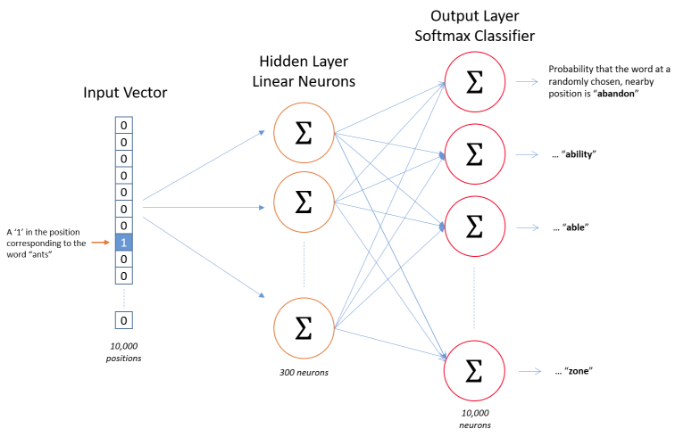 Output Layer
Softmax Classifier
Hidden Layer
Linear Neurons
Input Vector
Probability that the word at a
randomly chosen, nearby
position is “abandon”
… “ability”
… “able”
… “zone”
A ‘1’ in the position
corresponding to the
word “ants”
0
0
0
0
0
0
0
1
0
0
0
10,000
positions
Σ
Σ
Σ
300 neurons
Σ
Σ
Σ
Σ
10,000
neurons